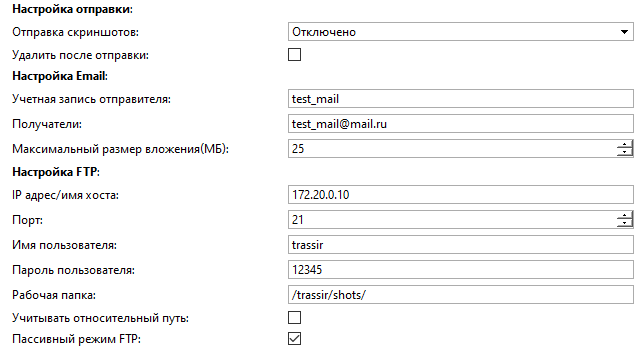 Настройка отправки:
Отправка скриншотов: Отключено
Удалить после отправки:
Настройка Email:
Учетная запись отправителя: test_mail
Получатели: test_mail@mail.ru
Максимальный размер вложения(МБ): 25
Настройка FTP:
IP адрес/имя хоста: 172.20.0.10
Порт: 21
Имя пользователя: trassir
Пароль пользователя: 12345
Рабочая папка: /trassir/shots/
Учитывать относительный путь:
Пассивный режим FTP: